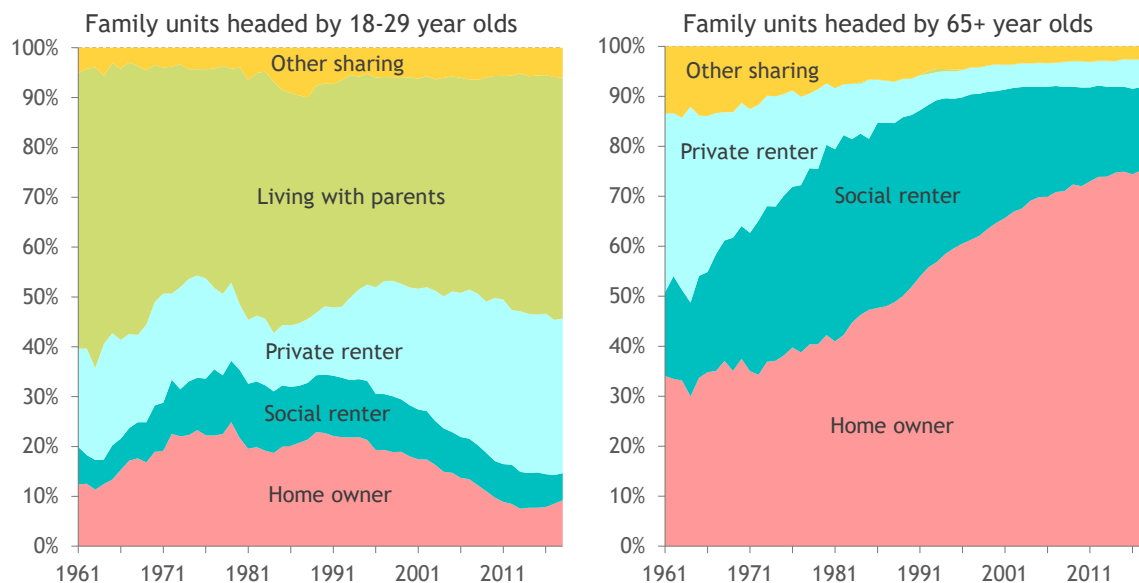 Family units headed by 18-29 year olds
100%
90%
80%
70%
60%
50%
40%
30%
20%
10%
0%
Other sharing
Living with parents
Private renter
Social renter
Home owner
1961 1971 1981 1991 2001 2011
Family units headed by 65+ year olds
100%
90%
80%
70%
60%
50%
40%
30%
20%
10%
0%
Other sharing
Private renter
Social renter
Home owner
1961 1971 1981 1991 2001 2011